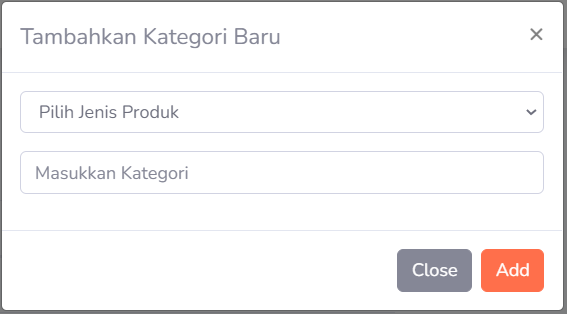 Tambahkan Kategori Baru ×
Pilih Jenis Produk
Masukkan Kategori
Close Add